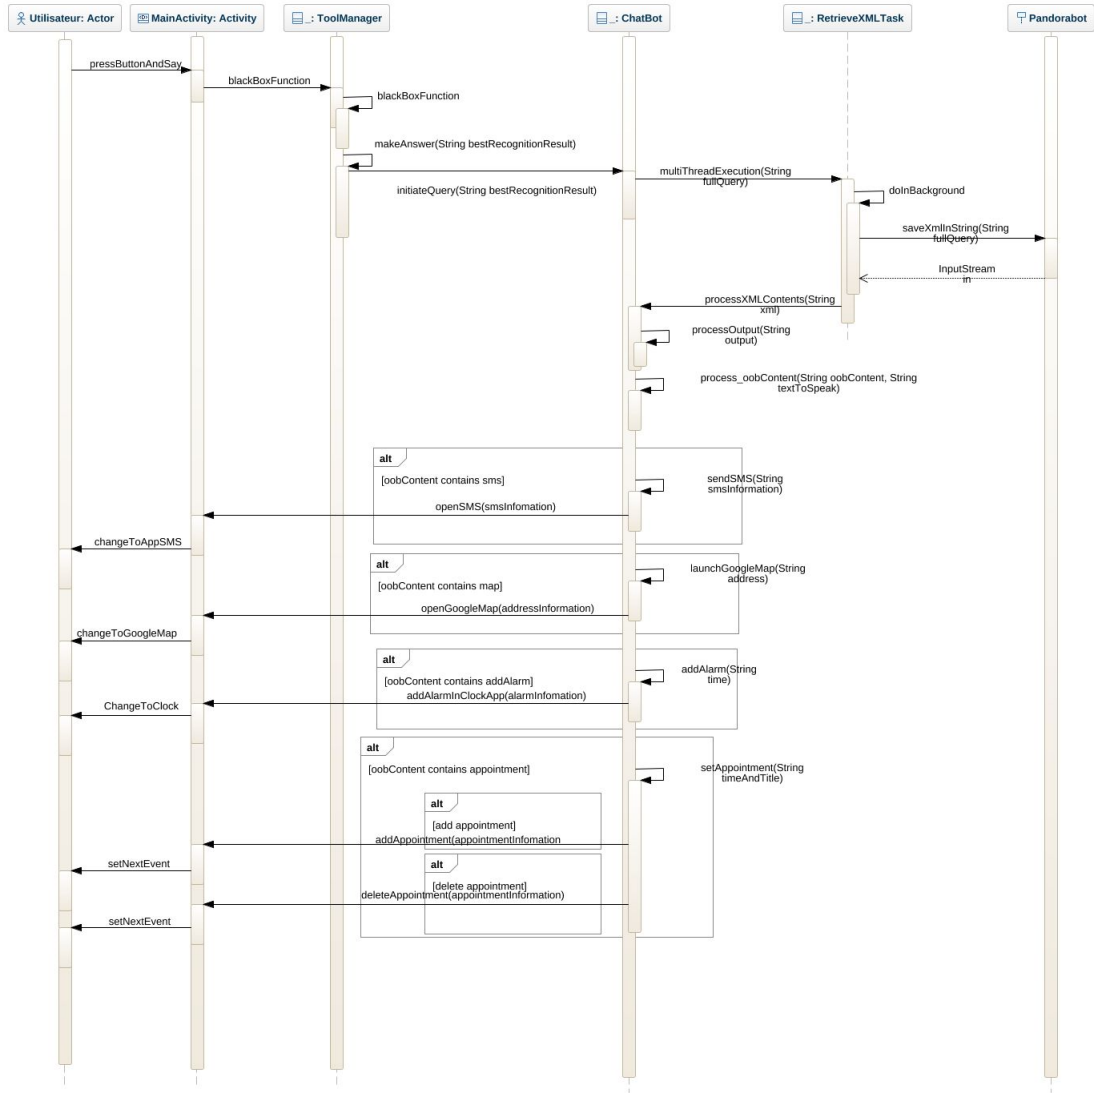 Utilisateur: Actor
MainActivity: Activity
_: ToolManager
_: ChatBot
_: RetrieveXMLTask
Pandorabot
pressButtonAndSay
blackBoxFunction
blackBoxFunction
makeAnswer(String bestRecognitionResult)
initiateQuery(String bestRecognitionResult)
multiThreadExecution(String
fullQuery)
doInBackground
saveXmlInString(String
fullQuery)
InputStream
in
processXMLContents(String
xml)
processOutput(String
output)
process_oobContent(String oobContent, String
textToSpeak)
alt
[oobContent contains sms]
sendSMS(String
smsInformation)
openSMS(smsInfomation)
changeToAppSMS
alt
[oobContent contains map]
launchGoogleMap(String
address)
openGoogleMap(addressInformation)
changeToGoogleMap
alt
[oobContent contains addAlarm]
addAlarm(String
time)
addAlarmInClockApp(alarmInfomation)
ChangeToClock
alt
[oobContent contains appointment]
setAppointment(String
timeAndTitle)
alt
[add appointment]
addAppointment(appointmentInfomation
setNextEvent
alt
[delete appointment]
deleteAppointment(appointmentInformation)
setNextEvent